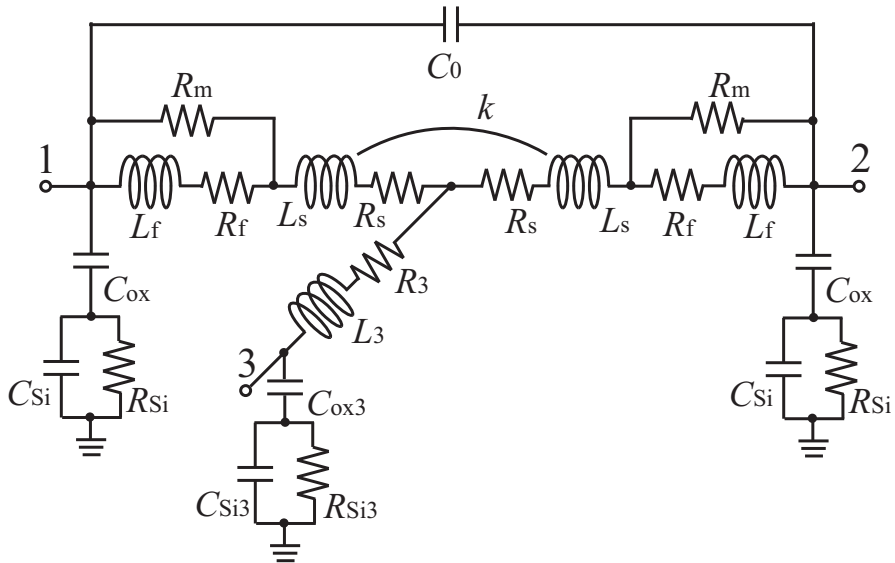 C0
Rm
Rm
k
1
2
Lf
Rf
Ls
Rs
Rs
Ls
Rf
Lf
R3
L3
Cox
Cox
3
CSi
RSi
Cox3
CSi
RSi
CSi3
RSi3